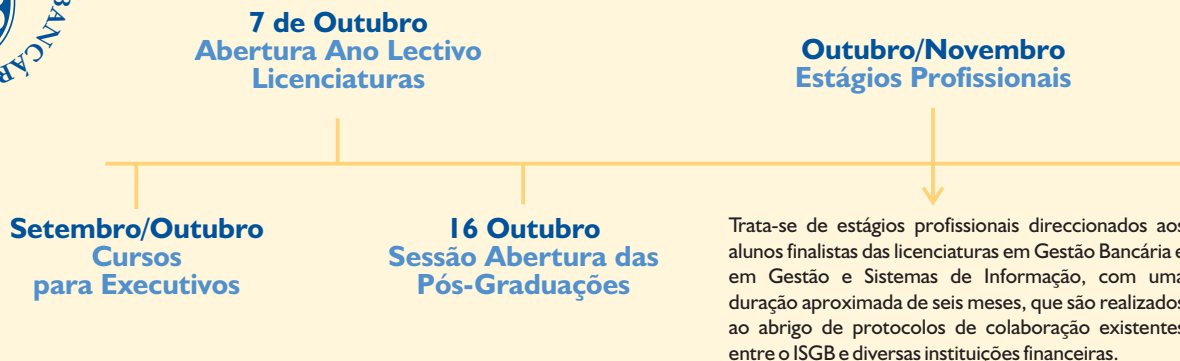 BANCÁR
7 de Outubro
Abertura Ano Lectivo
Licenciaturas
Outubro/Novembro
Estágios Profissionais
Setembro/Outubro
Cursos
para Executivos
16 Outubro
Sessão Abertura das
Pós-Graduações
Trata-se de estágios profissionais direccionados aos
alunos finalistas das licenciaturas em Gestão Bancária e
em Gestão e Sistemas de Informação, com uma
duração aproximada de seis meses, que são realizados
ao abrigo de protocolos de colaboração existentes
entre o ISGB e diversas instituições financeiras.